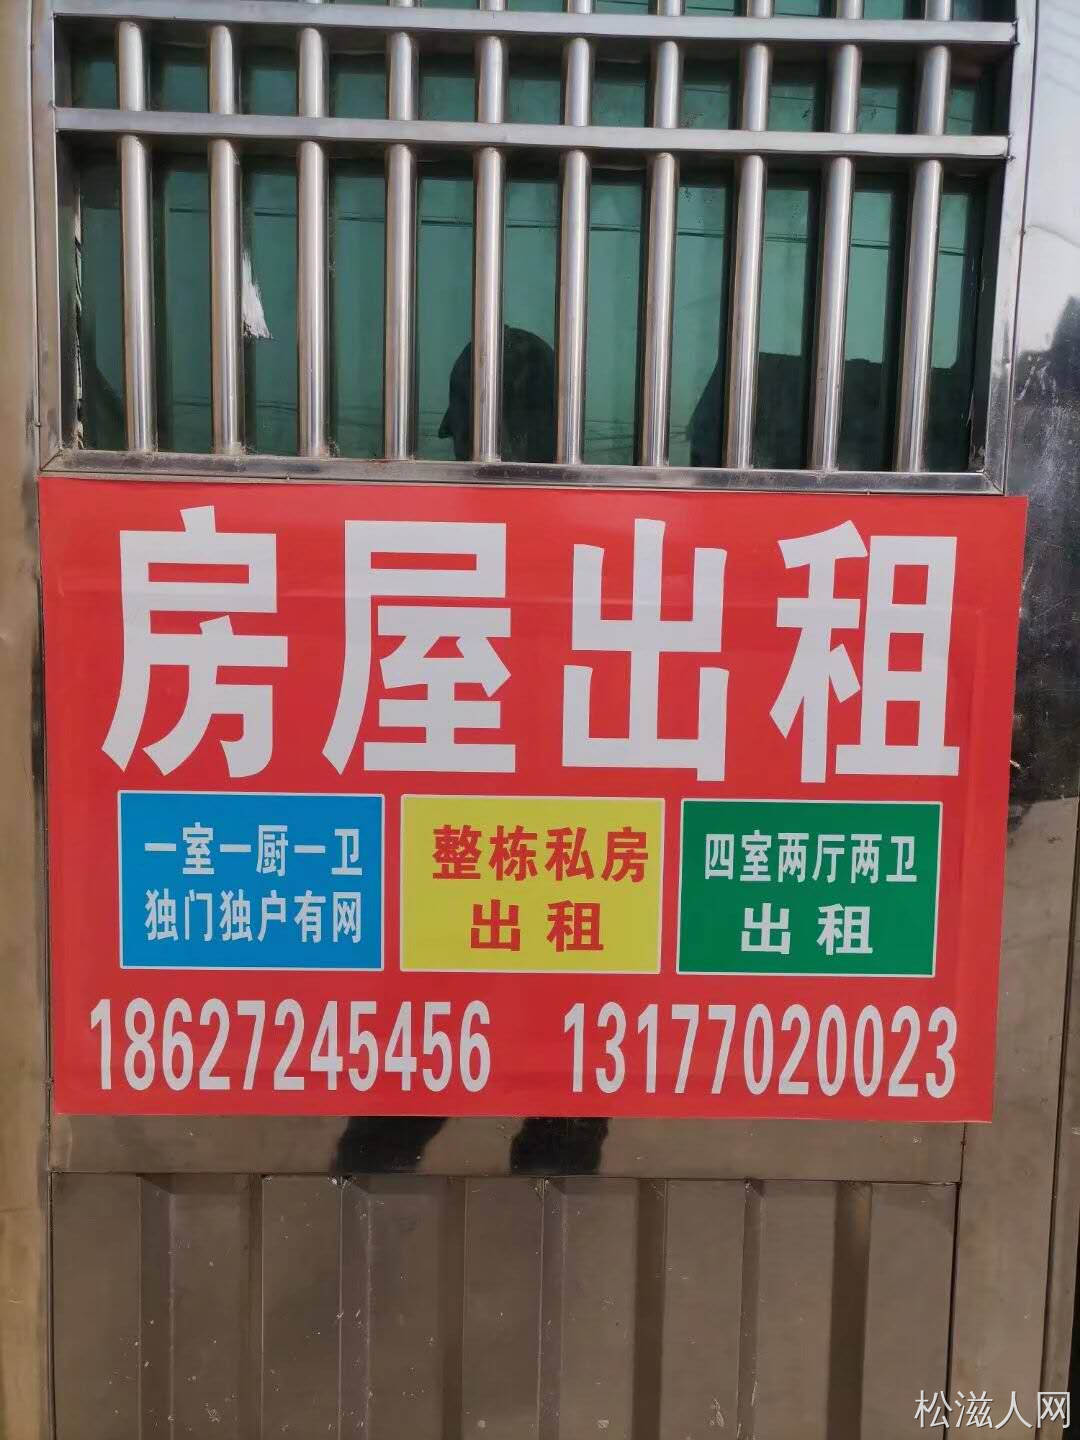 房屋出租
一室一厨一卫
独门独户有网
整栋私房
出租
四室两厅两卫
出租
18627245456 13177020023
松滋人网